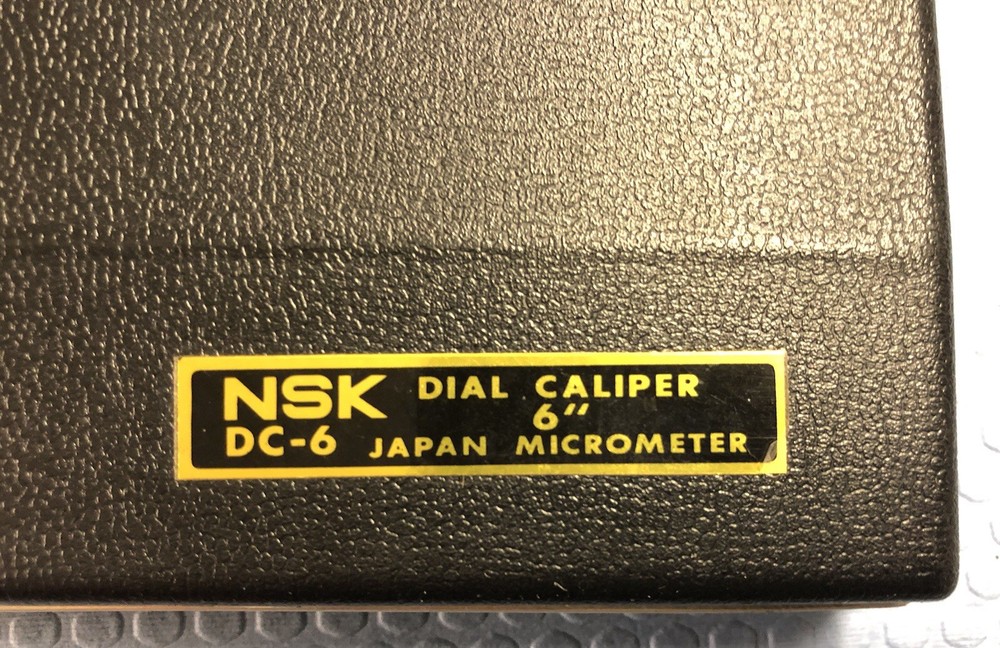 NSK DIAL CALIPER
6"
DC-6 JAPAN MICROMETER